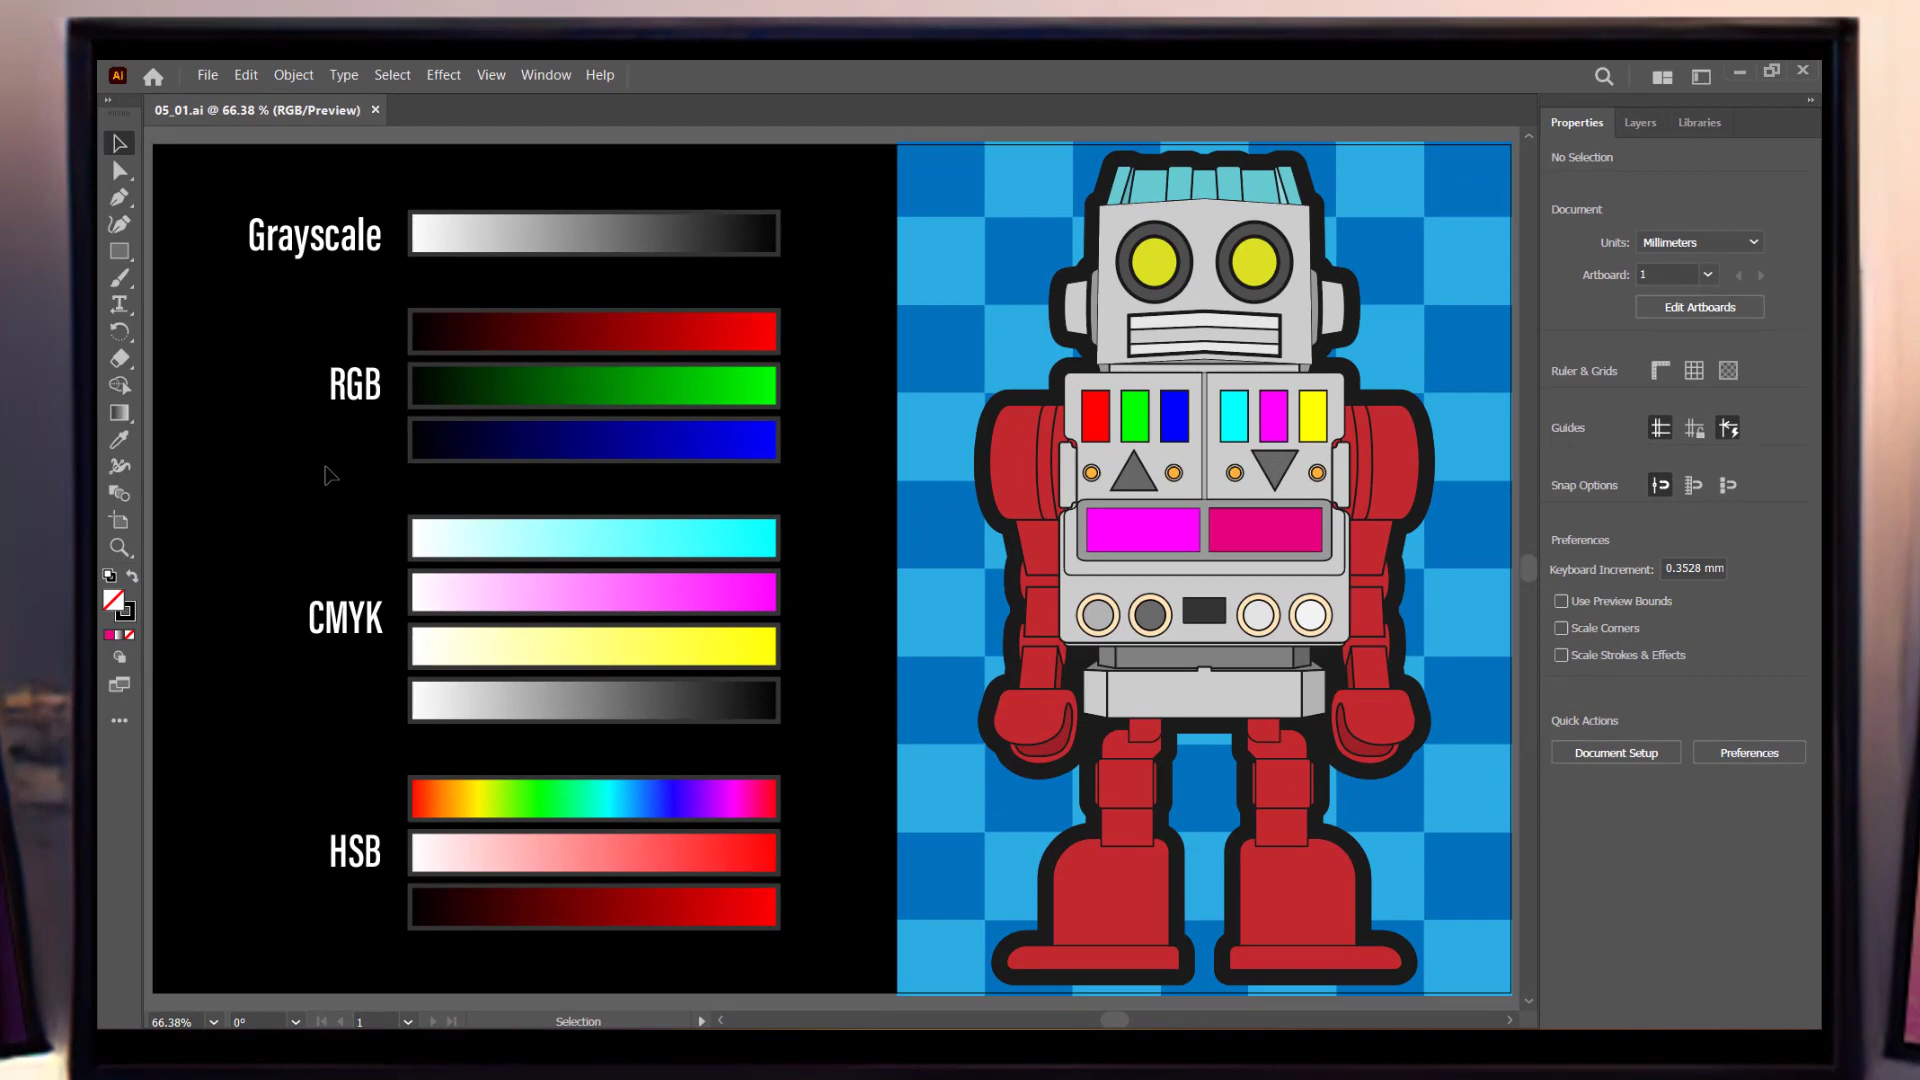 Ai
File Edit Object Type Select Effect View Window Help
05_01.ai @ 66.38 % (RGB/Preview) ×
Properties Layers Libraries
No Selection
Document
Units: Millimeters
Artboard: 1
Edit Artboards
Ruler & Grids
Guides
Snap Options
Preferences
Keyboard Increment: 0.3528 mm
Use Preview Bounds
Scale Corners
Scale Strokes & Effects
Quick Actions
Document Setup Preferences
Grayscale
RGB
CMYK
HSB
66.38% 0° 1 Selection